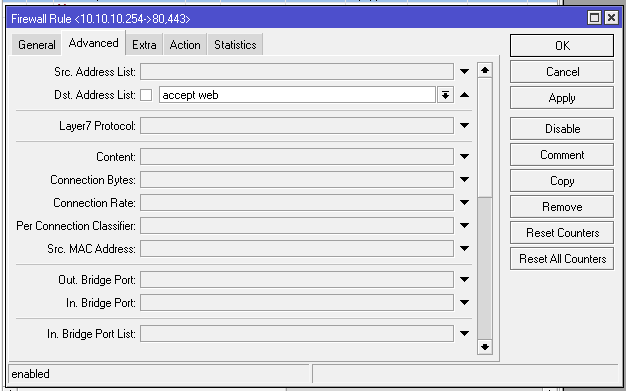 Firewall Rule <10.10.10.254->80,443>
General Advanced Extra Action Statistics
Src. Address List:
Dst. Address List: accept web
Layer7 Protocol:
Content:
Connection Bytes:
Connection Rate:
Per Connection Classifier:
Src. MAC Address:
Out. Bridge Port:
In. Bridge Port:
In. Bridge Port List:
OK
Cancel
Apply
Disable
Comment
Copy
Remove
Reset Counters
Reset All Counters
enabled